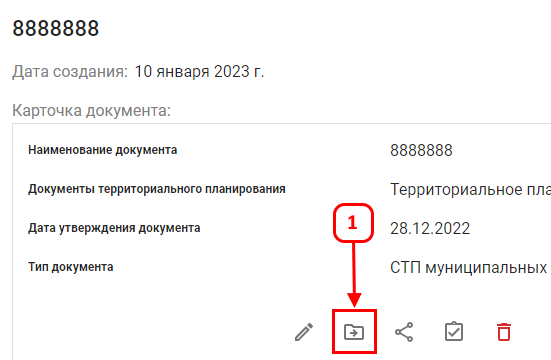 8888888
Дата создания: 10 января 2023 г.
Карточка документа:
Наименование документа 8888888
Документы территориального планирования Территориальное пла
Дата утверждения документа 28.12.2022
1
Тип документа СТП муниципальных